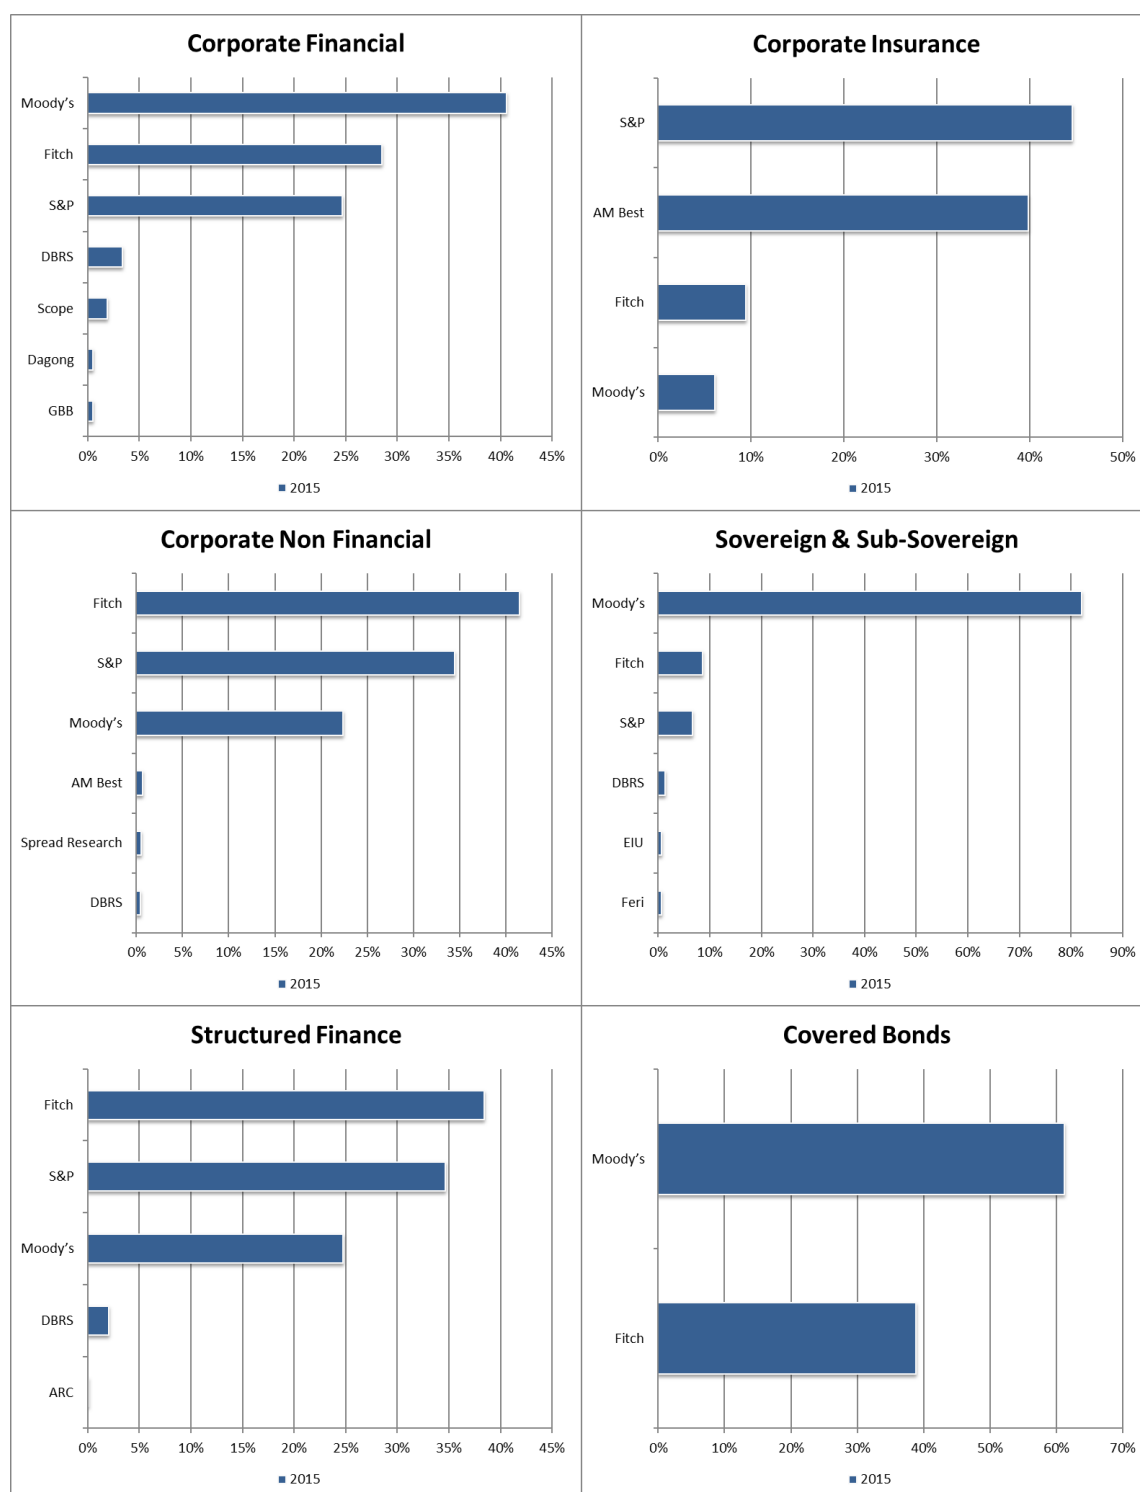 Corporate Financial
Moody's
Fitch
S&P
DBRS
Scope
Dagong
GBB
0% 5% 10% 15% 20% 25% 30% 35% 40% 45%
2015
Corporate Insurance
S&P
AM Best
Fitch
Moody's
0% 10% 20% 30% 40% 50%
2015
Corporate Non Financial
Fitch
S&P
Moody's
AM Best
Spread Research
DBRS
0% 5% 10% 15% 20% 25% 30% 35% 40% 45%
2015
Sovereign & Sub-Sovereign
Moody's
Fitch
S&P
DBRS
EIU
Feri
0% 10% 20% 30% 40% 50% 60% 70% 80% 90%
2015
Structured Finance
Fitch
S&P
Moody's
DBRS
ARC
0% 5% 10% 15% 20% 25% 30% 35% 40% 45%
2015
Covered Bonds
Moody's
Fitch
0% 10% 20% 30% 40% 50% 60% 70%
2015